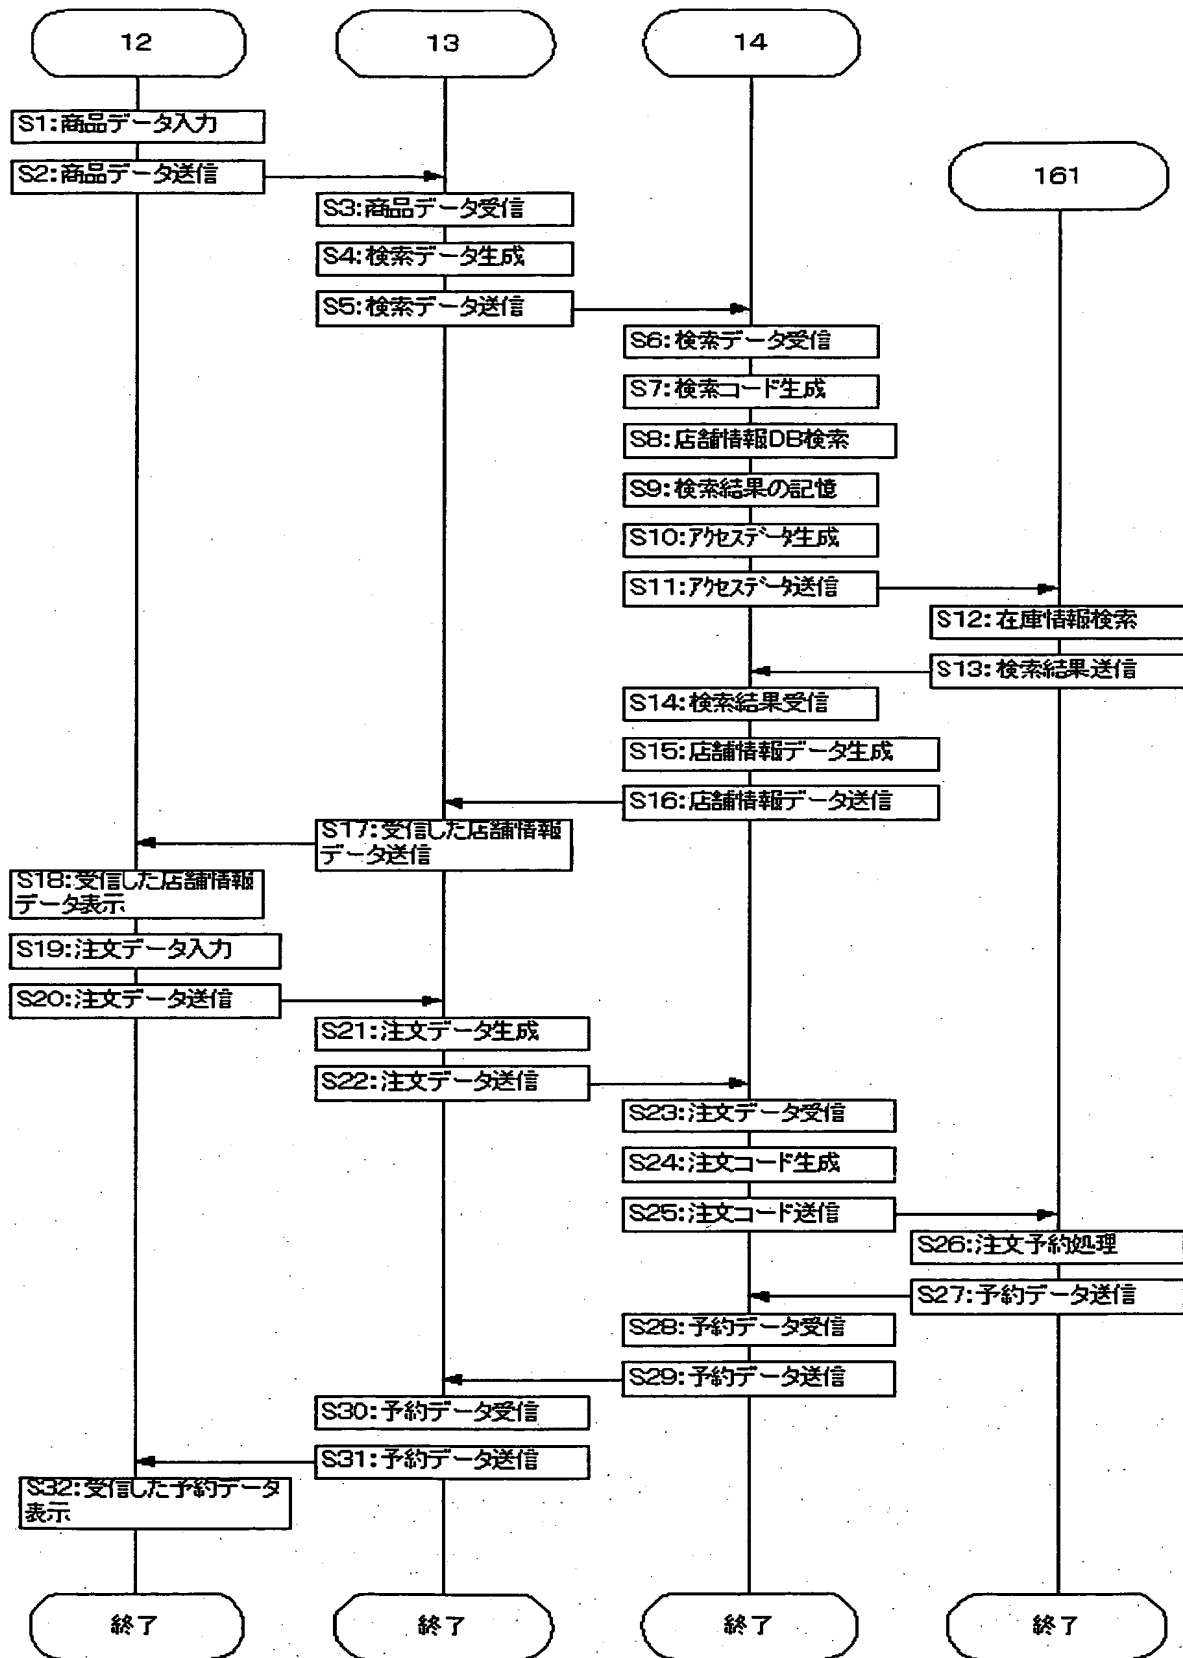 12
13
14
S1:商品データ入力
S2:商品データ送信
161
S3:商品データ受信
S4:検索データ生成
S5:検索データ送信
S6:検索データ受信
S7:検索コード生成
S8:店舗情報DB検索
S9:検索結果の記憶
S10:アクセスデータ生成
S11:アクセスデータ送信
S12:在庫情報検索
S13:検索結果送信
S14:検索結果受信
S15:店舗情報データ生成
S16:店舗情報データ送信
S17:受信した店舗情報
データ送信
S18:受信した店舗情報
データ表示
S19:注文データ入力
S20:注文データ送信
S21:注文データ生成
S22:注文データ送信
S23:注文データ受信
S24:注文コード生成
S25:注文コード送信
S26:注文予約処理
S27:予約データ送信
S28:予約データ受信
S29:予約データ送信
S30:予約データ受信
S31:予約データ送信
S32:受信した予約データ
表示
終了
終了
終了
終了